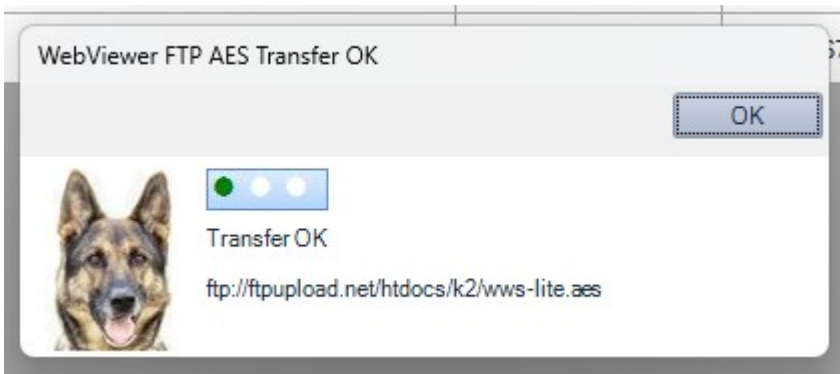 WebViewer FTP AES Transfer OK
OK
Transfer OK
ftp://ftpupload.net/htdocs/k2/wws-lite.aes